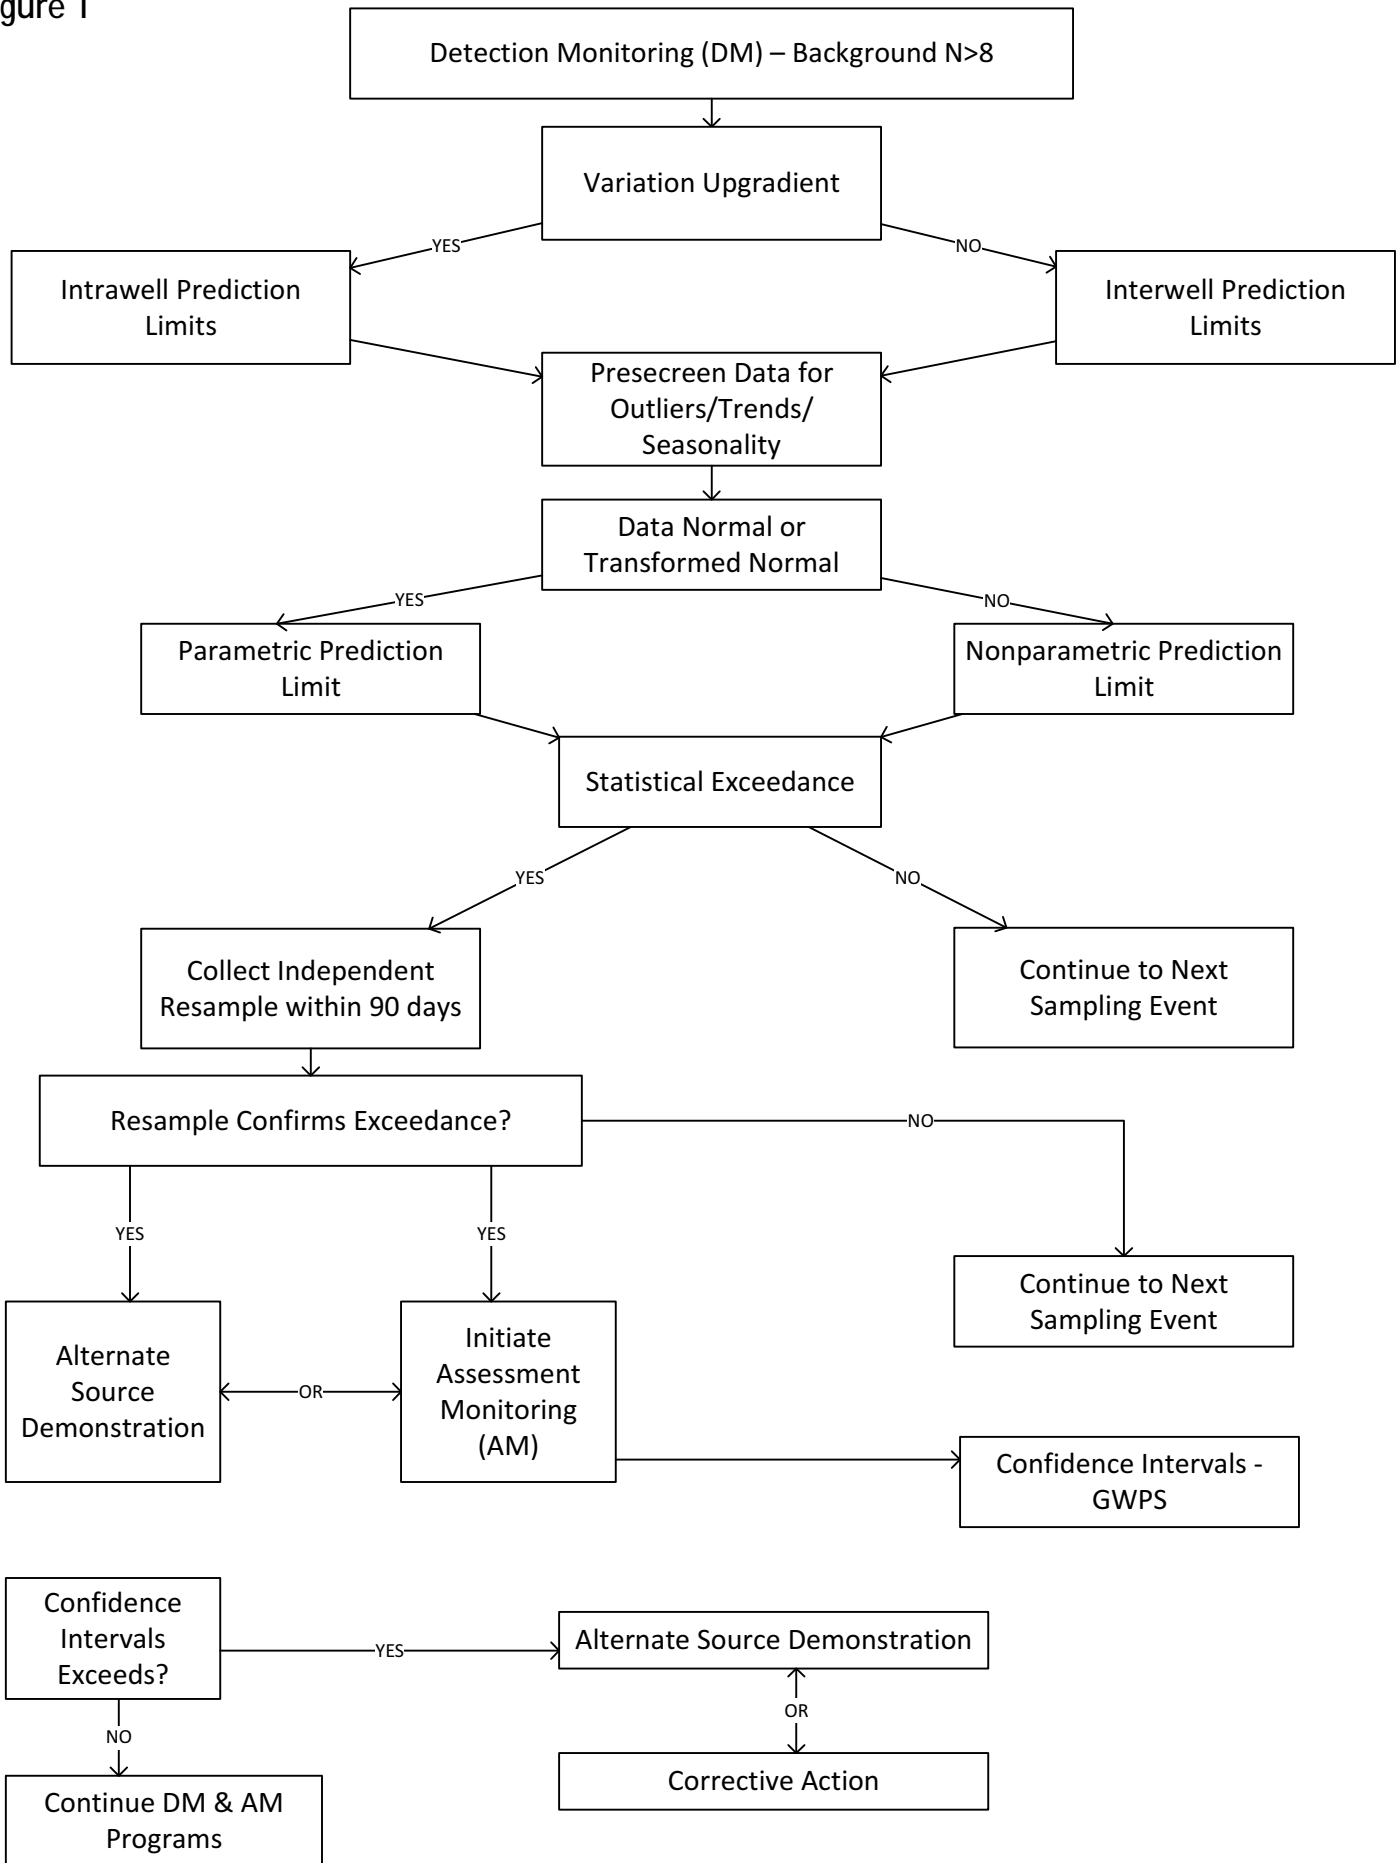 gure 1
Detection Monitoring (DM) – Background N>8
Variation Upgradient
YES
NO
Intrawell Prediction
Limits
Interwell Prediction
Limits
Presecreen Data for
Outliers/Trends/
Seasonality
Data Normal or
Transformed Normal
YES
NO
Parametric Prediction
Limit
Nonparametric Prediction
Limit
Statistical Exceedance
YES
NO
Collect Independent
Resample within 90 days
Continue to Next
Sampling Event
Resample Confirms Exceedance?
NO
YES
YES
Continue to Next
Sampling Event
Alternate
Source
Demonstration
OR
Initiate
Assessment
Monitoring
(AM)
Confidence Intervals -
GWPS
Confidence
Intervals
Exceeds?
YES
Alternate Source Demonstration
OR
NO
Corrective Action
Continue DM & AM
Programs